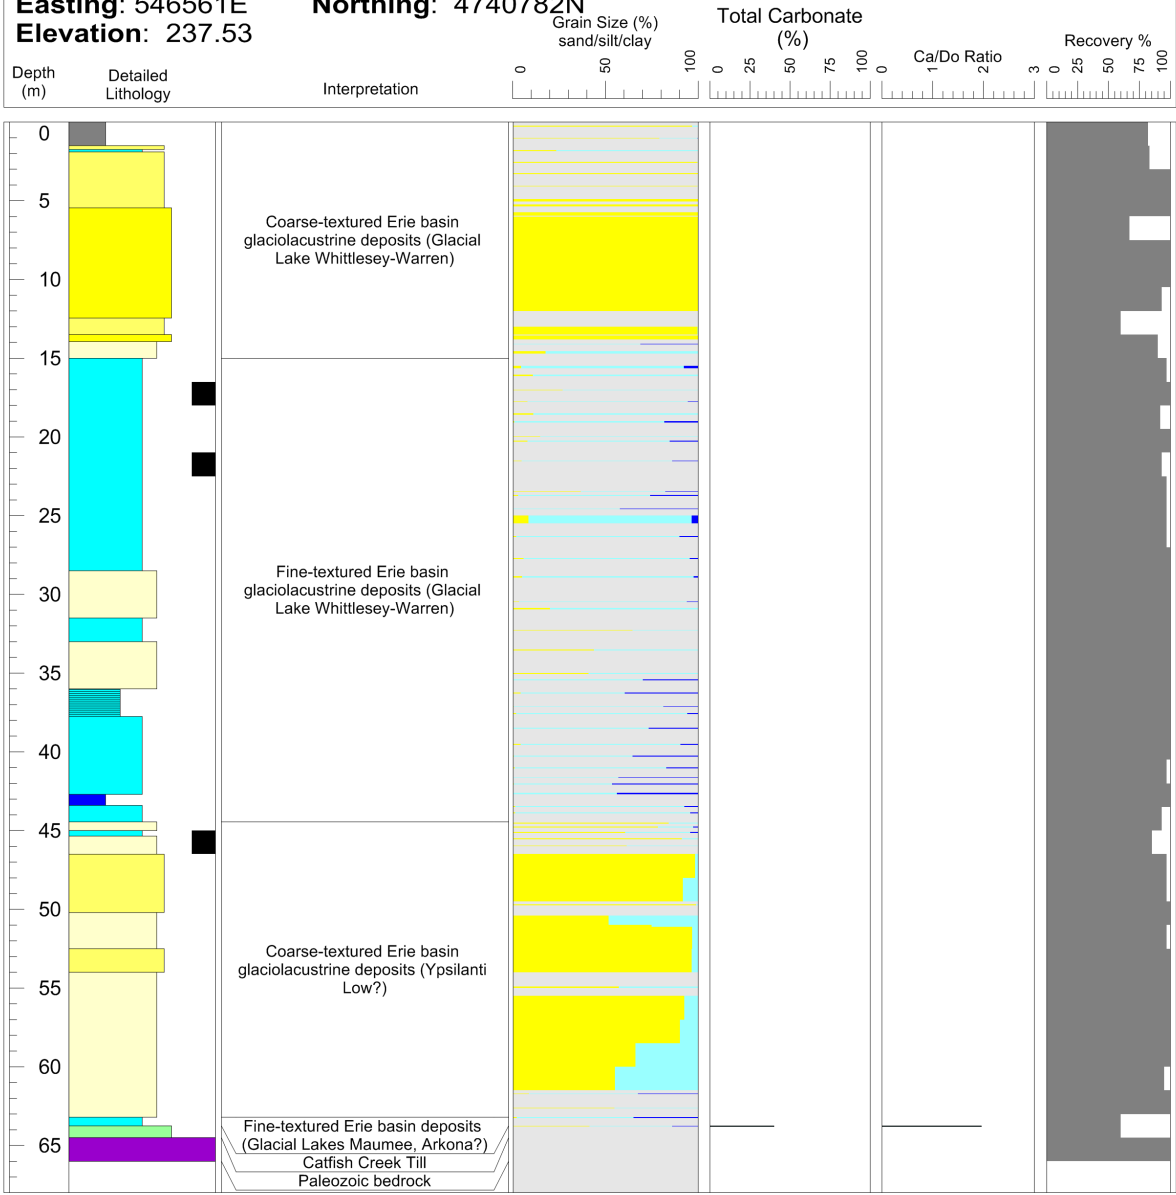 Easting: 546561E Northing: 4740782N
Elevation: 237.53
Grain Size (%)
sand/silt/clay
Total Carbonate
(%)
Ca/Do Ratio
Recovery %
Depth
(m)
Detailed
Lithology
Interpretation
0 50 100
0 25 50 75 100
0 1 2 3
0 25 50 75 100
0
5
10
15
20
25
30
35
40
45
50
55
60
65
Coarse-textured Erie basin
glaciolacustrine deposits (Glacial
Lake Whittlesey-Warren)
Fine-textured Erie basin
glaciolacustrine deposits (Glacial
Lake Whittlesey-Warren)
Coarse-textured Erie basin
glaciolacustrine deposits (Ypsilanti
Low?)
Fine-textured Erie basin deposits
(Glacial Lakes Maumee, Arkona?)
Catfish Creek Till
Paleozoic bedrock